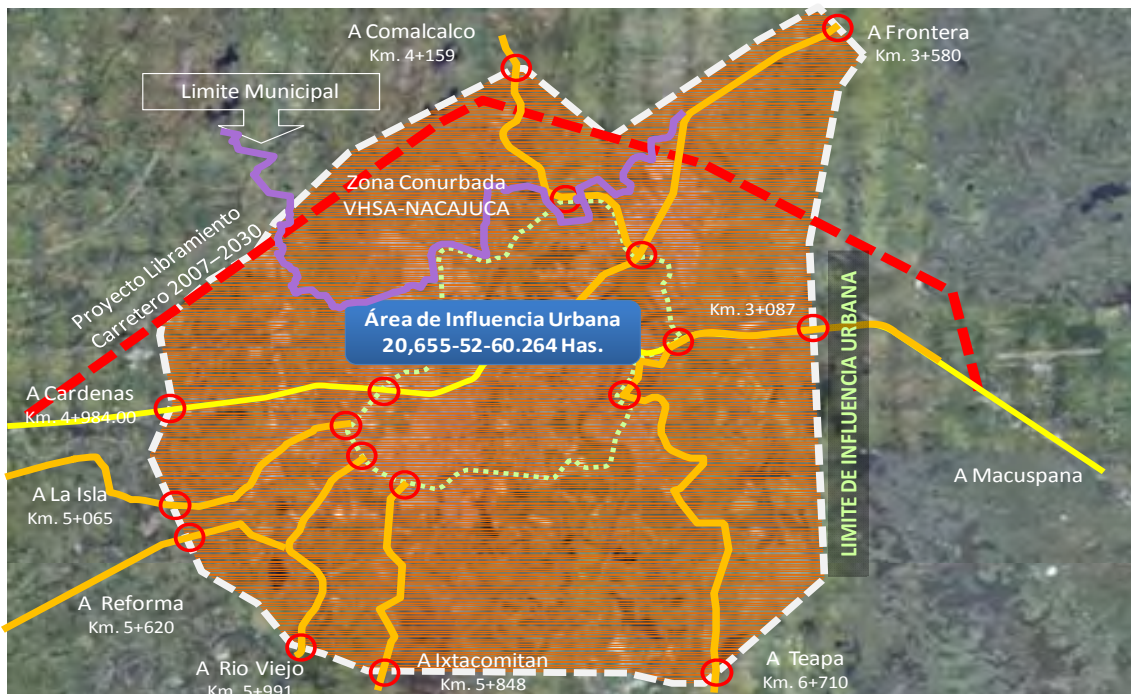 A Comalcalco
Km. 4+159
A Frontera
Km. 3+580
Limite Municipal
Zona Conurbada
VHSA-NACAJUCA
Proyecto Libramiento
Carretero 2007–2030
Área de Influencia Urbana
20,655-52-60.264 Has.
Km. 3+087
LIMITE DE INFLUENCIA URBANA
A Cardenas
Km. 4+984.00
A Macuspana
A La Isla
Km. 5+065
A Reforma
Km. 5+620
A Rio Viejo
Km. 5+991
A Ixtacomitan
Km. 5+848
A Teapa
Km. 6+710